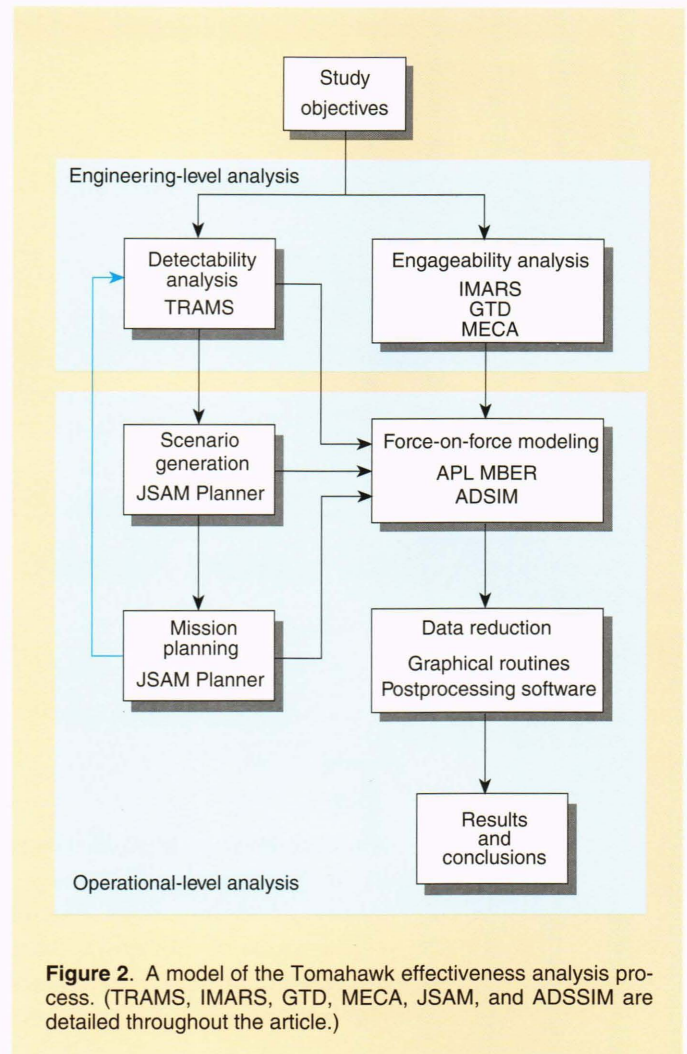 Study
objectives
Engineering-level analysis
Detectability
analysis
TRAMS
Engageability analysis
IMARS
GTD
MECA
Scenario
generation
JSAM Planner
Force-on-force modeling
APL MBER
ADSIM
Mission
planning
JSAM Planner
Data reduction
Graphical routines
Postprocessing software
Results
and
conclusions
Operational-level analysis
Figure 2. A model of the Tomahawk effectiveness analysis pro-
cess. (TRAMS, IMARS, GTD, MECA, JSAM, and ADSSIM are
detailed throughout the article.)